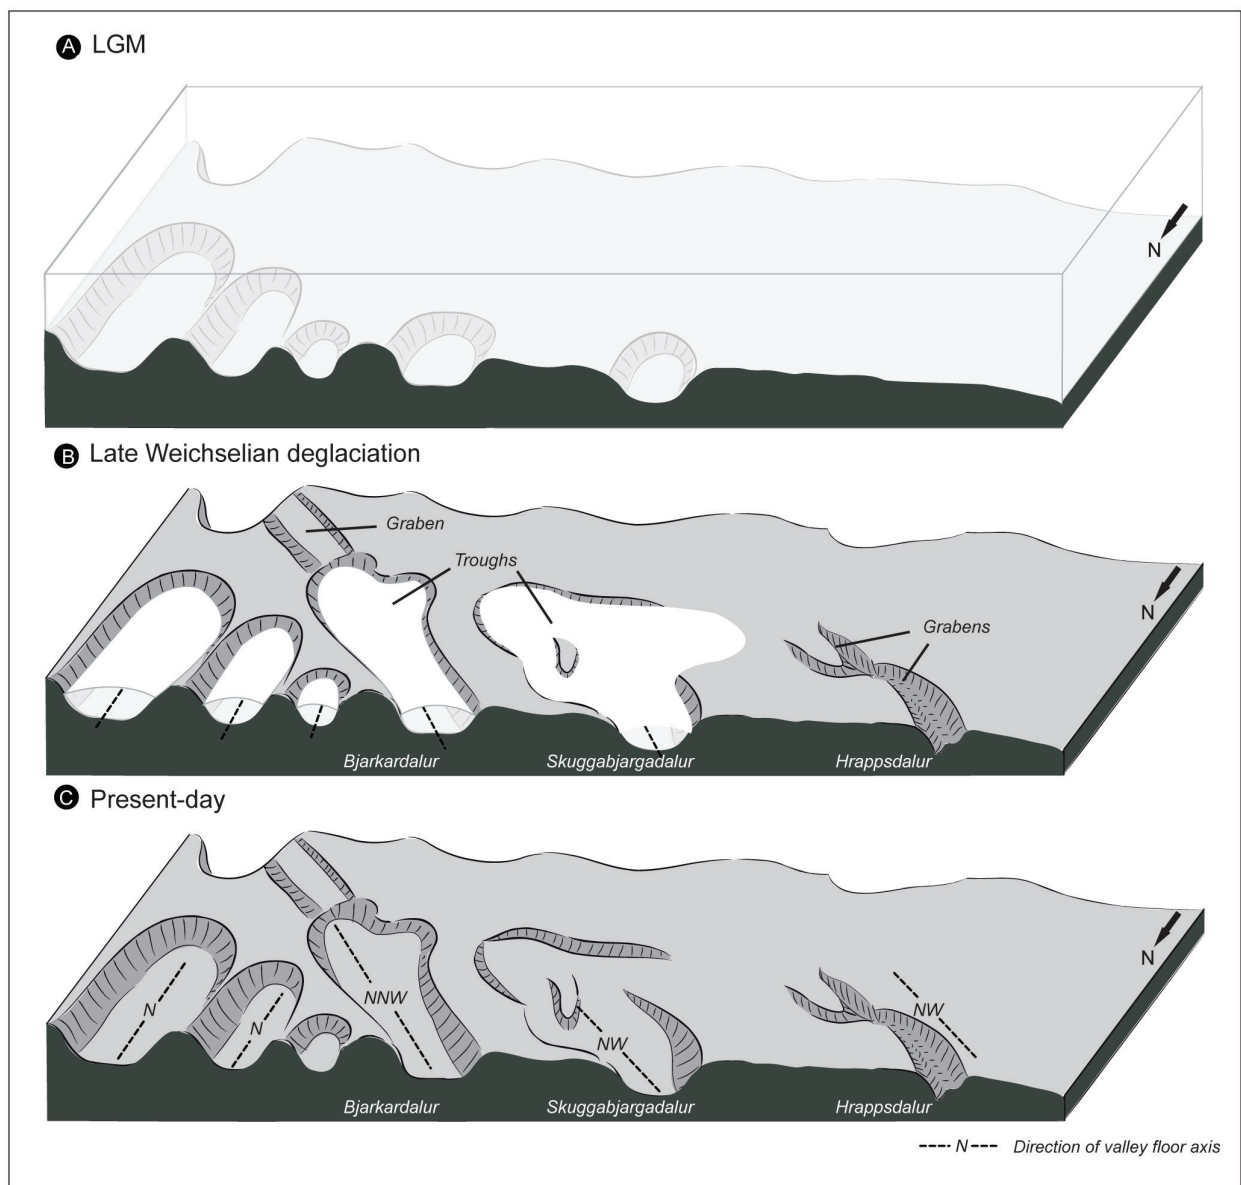 A LGM
N
B Late Weichselian deglaciation
Graben
Troughs
Grabens
N
Bjarkardalur Skuggabjargadalur Hrappsdalur
C Present-day
N
N N NNW NW NW
Bjarkardalur Skuggabjargadalur Hrappsdalur
N Direction of valley floor axis